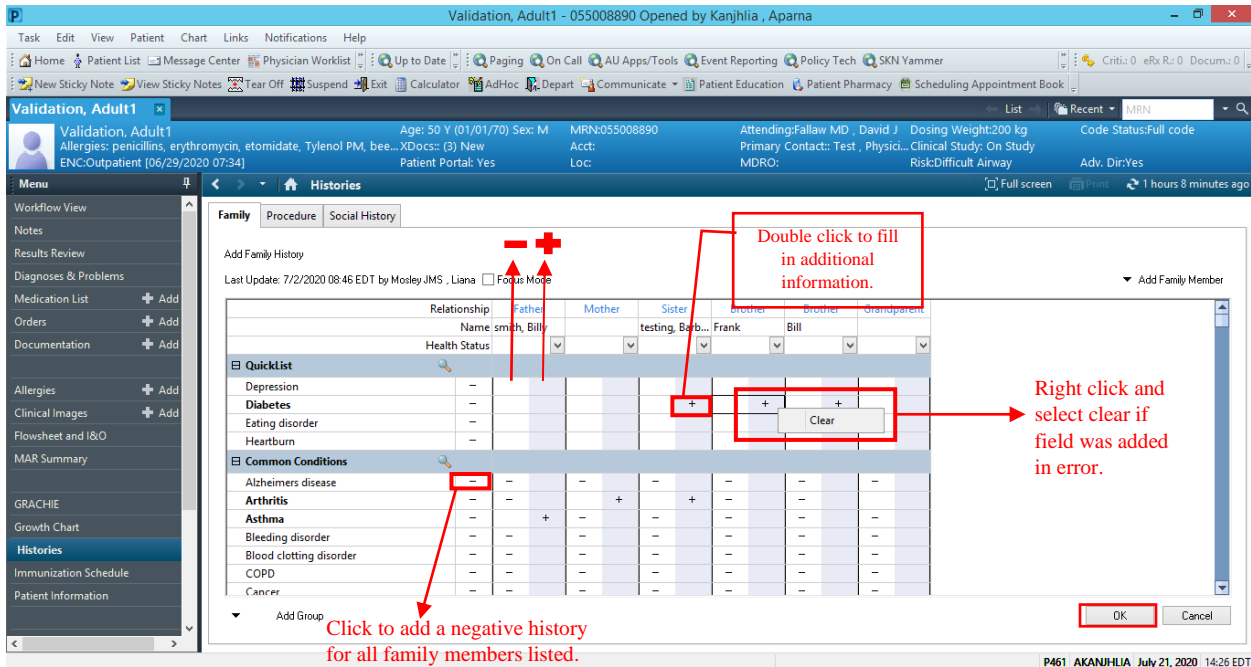 P Validation, Adult1 - 055008890 Opened by Kanjhlia , Aparna
Task Edit View Patient Chart Links Notifications Help
Home Patient List Message Center Physician Worklist Up to Date Paging On Call AU Apps/Tools Event Reporting Policy Tech SKN Yammer Criti.: 0 eRx R.: 0 Docum.: 0
New Sticky Note View Sticky Notes Tear Off Suspend Exit Calculator AdHoc Depart Communicate Patient Education Patient Pharmacy Scheduling Appointment Book
Validation, Adult1 List Recent MRN
Validation, Adult1 Age: 50 Y (01/01/70) Sex: M MRN:055008890 Attending:Fallaw MD , David J Dosing Weight:200 kg Code Status:Full code
Allergies: penicillins, erythromycin, etomidate, Tylenol PM, bee... XDocs:: (3) New Acct: Primary Contact:: Test , Physici... Clinical Study: On Study
ENC:Outpatient [06/29/2020 07:34] Patient Portal: Yes Loc: MDRO: Risk:Difficult Airway Adv. Dir:Yes
Menu Histories Full screen Print 1 hours 8 minutes ago
Workflow View
Notes
Results Review
Diagnoses & Problems
Medication List + Add
Orders + Add
Documentation + Add
Allergies + Add
Clinical Images + Add
Flowsheet and I&O
MAR Summary
GRACHIE
Growth Chart
Histories
Immunization Schedule
Patient Information
Family Procedure Social History
Add Family History
− +
Double click to fill
in additional
information.
Last Update: 7/2/2020 08:46 EDT by Mosley JMS , Liana Focus Mode Add Family Member
Relationship Father Mother Sister Brother Brother Grandparent
Name smith, Billy testing, Barb... Frank Bill
Health Status
QuickList
Depression −
Diabetes − + + +
Eating disorder −
Heartburn −
Clear
Right click and
select clear if
field was added
in error.
Common Conditions
Alzheimers disease − − − − − − −
Arthritis − − + + − −
Asthma − + − − − − −
Bleeding disorder − − − − − − −
Blood clotting disorder − − − − − − −
COPD − − − − − − −
Cancer − − − − − − −
Add Group OK Cancel
Click to add a negative history
for all family members listed.
P461 AKANJHLIA July 21, 2020 14:26 EDT